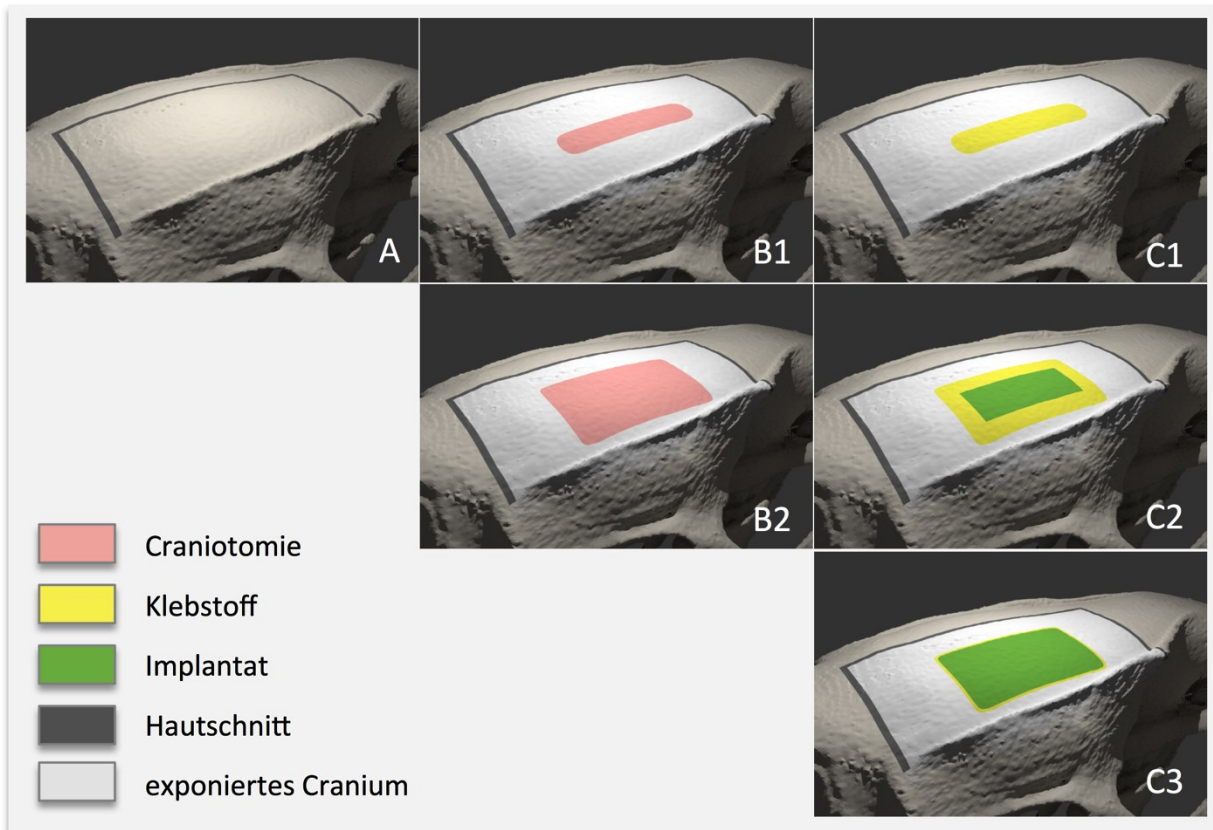 A
B1
C1
B2
C2
C3
Craniotomie
Klebstoff
Implantat
Hautschnitt
exponiertes Cranium